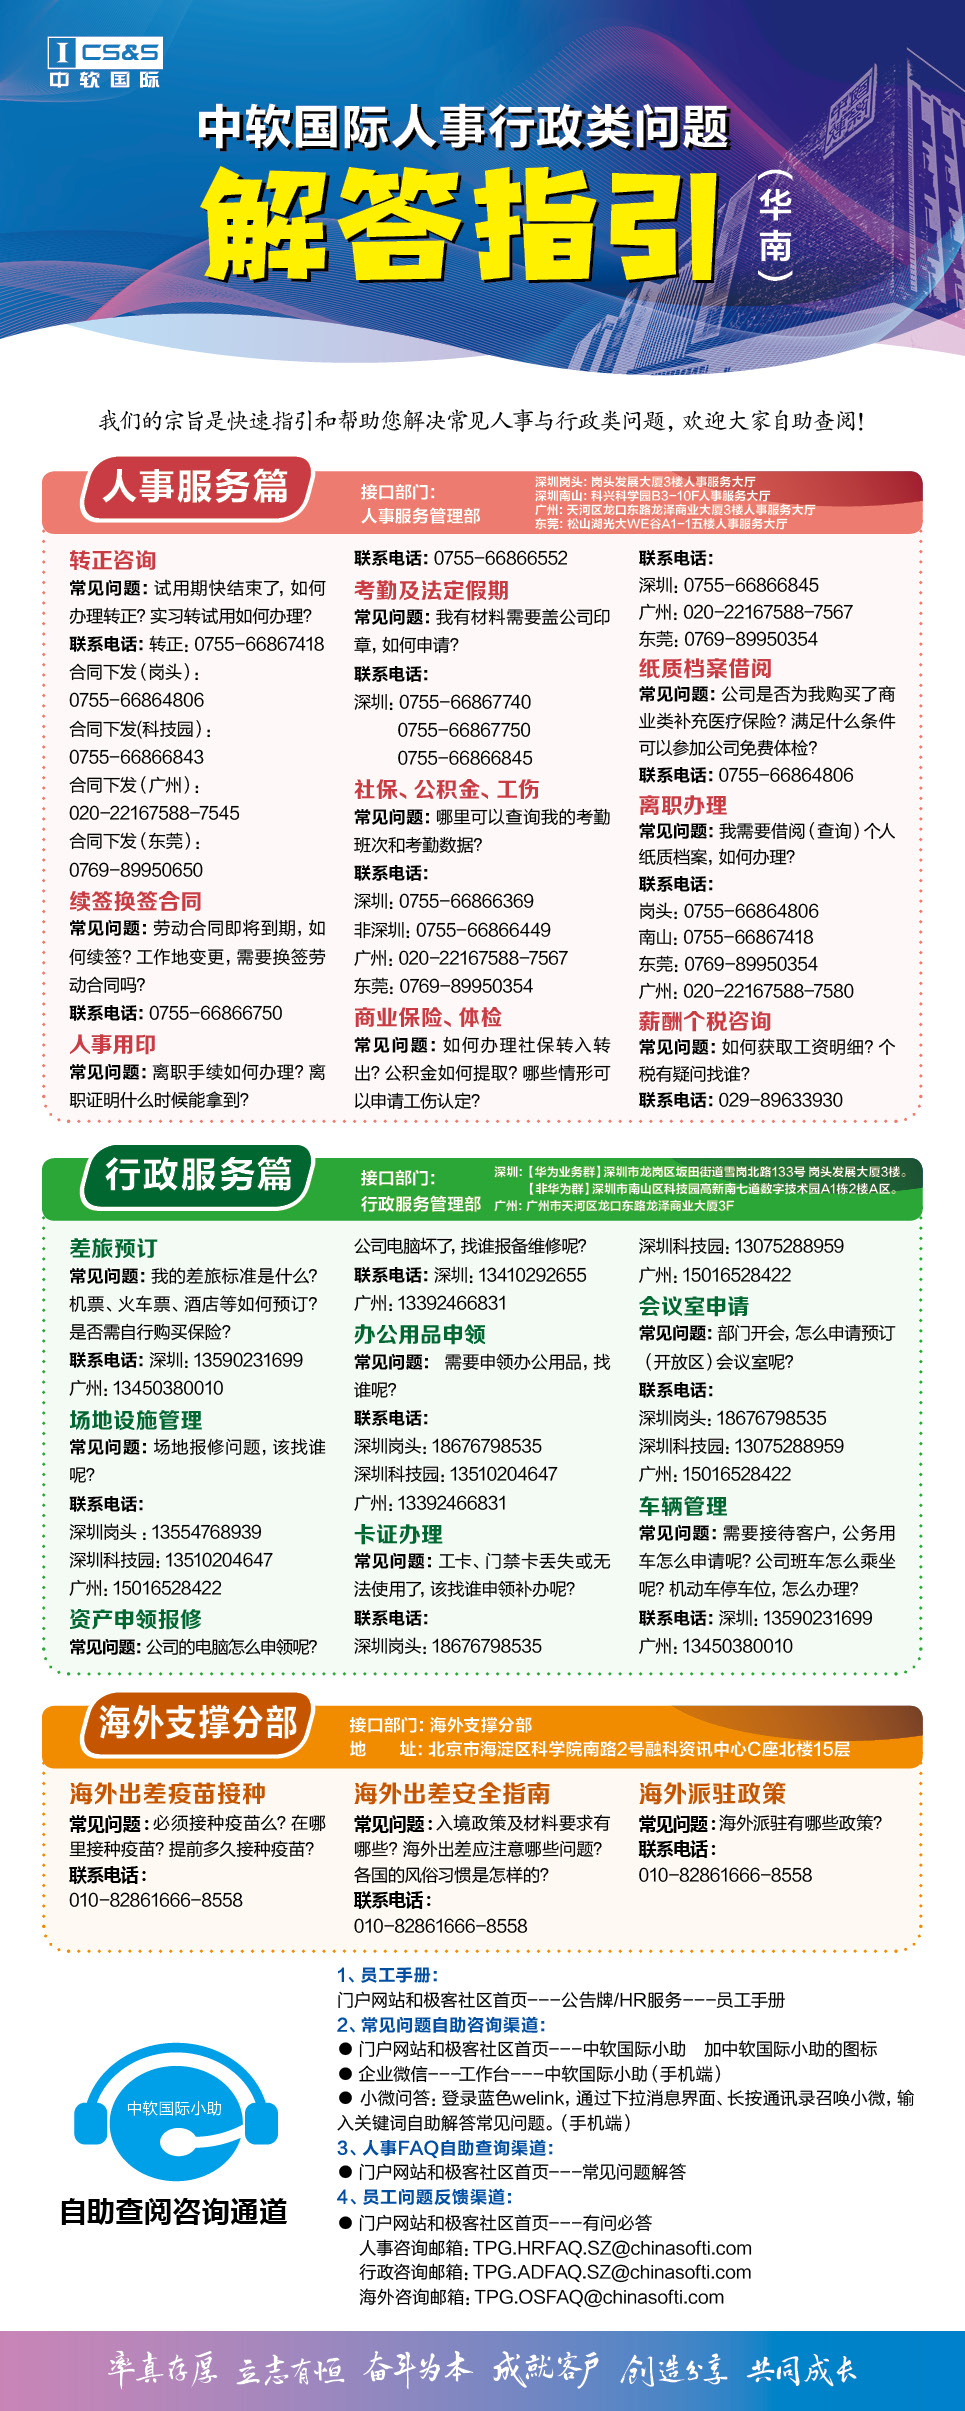 I CS&S
中软国际
中软国际人事行政类问题
解答指引
（华南）
我们的宗旨是快速指引和帮助您解决常见人事与行政类问题，欢迎大家自助查阅！
人事服务篇
接口部门：
人事服务管理部
深圳岗头：岗头发展大厦3楼人事服务大厅
深圳南山：科兴科学园B3-10F人事服务大厅
广州：天河区龙口东路龙泽商业大厦3楼人事服务大厅
东莞：松山湖光大WE谷A1-1五楼人事服务大厅
转正咨询
常见问题：试用期快结束了，如何
办理转正？实习转试用如何办理？
联系电话：转正：0755-66867418
合同下发（岗头）：
0755-66864806
合同下发(科技园）：
0755-66866843
合同下发（广州）：
020-22167588-7545
合同下发（东莞）：
0769-89950650
续签换签合同
常见问题：劳动合同即将到期，如
何续签？工作地变更，需要换签劳
动合同吗？
联系电话：0755-66866750
人事用印
常见问题：离职手续如何办理？离
职证明什么时候能拿到？
联系电话：0755-66866552
考勤及法定假期
常见问题：我有材料需要盖公司印
章，如何申请？
联系电话：
深圳：0755-66867740
0755-66867750
0755-66866845
社保、公积金、工伤
常见问题：哪里可以查询我的考勤
班次和考勤数据？
联系电话：
深圳：0755-66866369
非深圳：0755-66866449
广州：020-22167588-7567
东莞：0769-89950354
商业保险、体检
常见问题：如何办理社保转入转
出？公积金如何提取？哪些情形可
以申请工伤认定？
联系电话：
深圳：0755-66866845
广州：020-22167588-7567
东莞：0769-89950354
纸质档案借阅
常见问题：公司是否为我购买了商
业类补充医疗保险？满足什么条件
可以参加公司免费体检？
联系电话：0755-66864806
离职办理
常见问题：我需要借阅（查询）个人
纸质档案，如何办理？
联系电话：
岗头：0755-66864806
南山：0755-66867418
东莞：0769-89950354
广州：020-22167588-7580
薪酬个税咨询
常见问题：如何获取工资明细？个
税有疑问找谁？
联系电话：029-89633930
行政服务篇
接口部门：
行政服务管理部
深圳：【华为业务群】深圳市龙岗区坂田街道雪岗北路133号 岗头发展大厦3楼。
【非华为群】深圳市南山区科技园高新南七道数字技术园A1栋2楼A区。
广州：广州市天河区龙口东路龙泽商业大厦3F
差旅预订
常见问题：我的差旅标准是什么？
机票、火车票、酒店等如何预订？
是否需自行购买保险？
联系电话：深圳：13590231699
广州：13450380010
场地设施管理
常见问题：场地报修问题，该找谁
呢？
联系电话：
深圳岗头：13554768939
深圳科技园：13510204647
广州：15016528422
资产申领报修
常见问题：公司的电脑怎么申领呢？
公司电脑坏了，找谁报备维修呢？
联系电话：深圳：13410292655
广州：13392466831
办公用品申领
常见问题： 需要申领办公用品，找
谁呢？
联系电话：
深圳岗头：18676798535
深圳科技园：13510204647
广州：13392466831
卡证办理
常见问题：工卡、门禁卡丢失或无
法使用了，该找谁申领补办呢？
联系电话：
深圳岗头：18676798535
深圳科技园：13075288959
广州：15016528422
会议室申请
常见问题：部门开会，怎么申请预订
（开放区）会议室呢？
联系电话：
深圳岗头：18676798535
深圳科技园：13075288959
广州：15016528422
车辆管理
常见问题：需要接待客户，公务用
车怎么申请呢？公司班车怎么乘坐
呢？机动车停车位，怎么办理？
联系电话：深圳：13590231699
广州：13450380010
海外支撑分部
接口部门：海外支撑分部
地 址：北京市海淀区科学院南路2号融科资讯中心C座北楼15层
海外出差疫苗接种
常见问题：必须接种疫苗么？在哪
里接种疫苗？提前多久接种疫苗？
联系电话：
010-82861666-8558
海外出差安全指南
常见问题：入境政策及材料要求有
哪些？海外出差应注意哪些问题？
各国的风俗习惯是怎样的？
联系电话：
010-82861666-8558
海外派驻政策
常见问题：海外派驻有哪些政策？
联系电话：
010-82861666-8558
中软国际小助
自助查阅咨询通道
1、员工手册：
门户网站和极客社区首页---公告牌/HR服务---员工手册
2、常见问题自助咨询渠道：
● 门户网站和极客社区首页---中软国际小助 加中软国际小助的图标
● 企业微信---工作台---中软国际小助（手机端）
● 小微问答：登录蓝色welink，通过下拉消息界面、长按通讯录召唤小微，输
入关键词自助解答常见问题。（手机端）
3、人事FAQ自助查询渠道：
● 门户网站和极客社区首页---常见问题解答
4、员工问题反馈渠道：
● 门户网站和极客社区首页---有问必答
人事咨询邮箱：TPG.HRFAQ.SZ@chinasofti.com
行政咨询邮箱：TPG.ADFAQ.SZ@chinasofti.com
海外咨询邮箱：TPG.OSFAQ@chinasofti.com
率真存厚 立志有恒 奋斗为本 成就客户 创造分享 共同成长